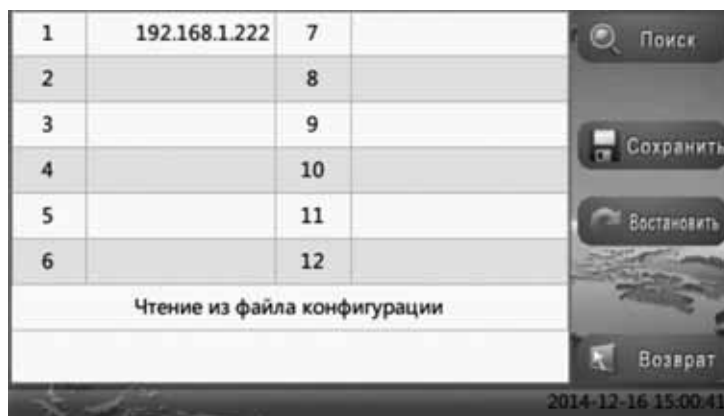 1 192.168.1.222 7 Поиск
2 8
3 9
4 10 Сохранить
5 11 Востановить
6 12
Чтение из файла конфигурации
Возврат
2014-12-16 15:00:41